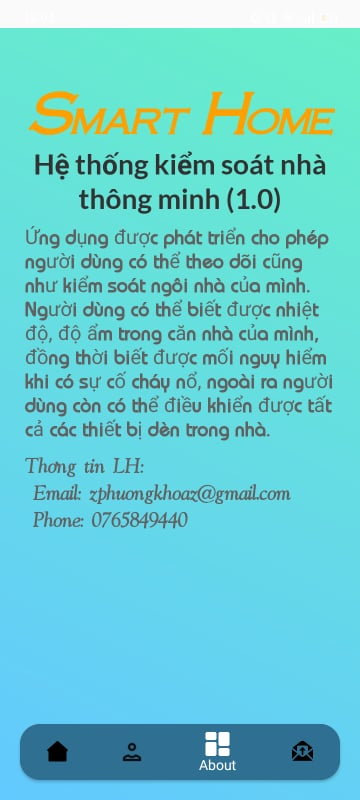 SMART HOME
Hệ thống kiểm soát nhà
thông minh (1.0)
Ứng dụng được phát triển cho phép
người dùng có thể theo dõi cũng
như kiểm soát ngôi nhà của mình.
Người dùng có thể biết được nhiệt
độ, độ ẩm trong căn nhà của mình,
đồng thời biết được mối nguy hiểm
khi có sự cố cháy nổ, ngoài ra người
dùng còn có thể điều khiển được tất
cả các thiết bị đèn trong nhà.
Thơng tin LH:
Email: zphuongkhoaz@gmail.com
Phone: 0765849440
About